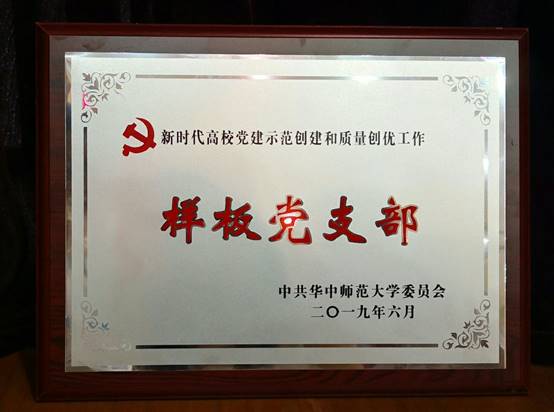 新时代高校党建示范创建和质量创优工作
样板党支部
中共华中师范大学委员会
二〇一九年六月